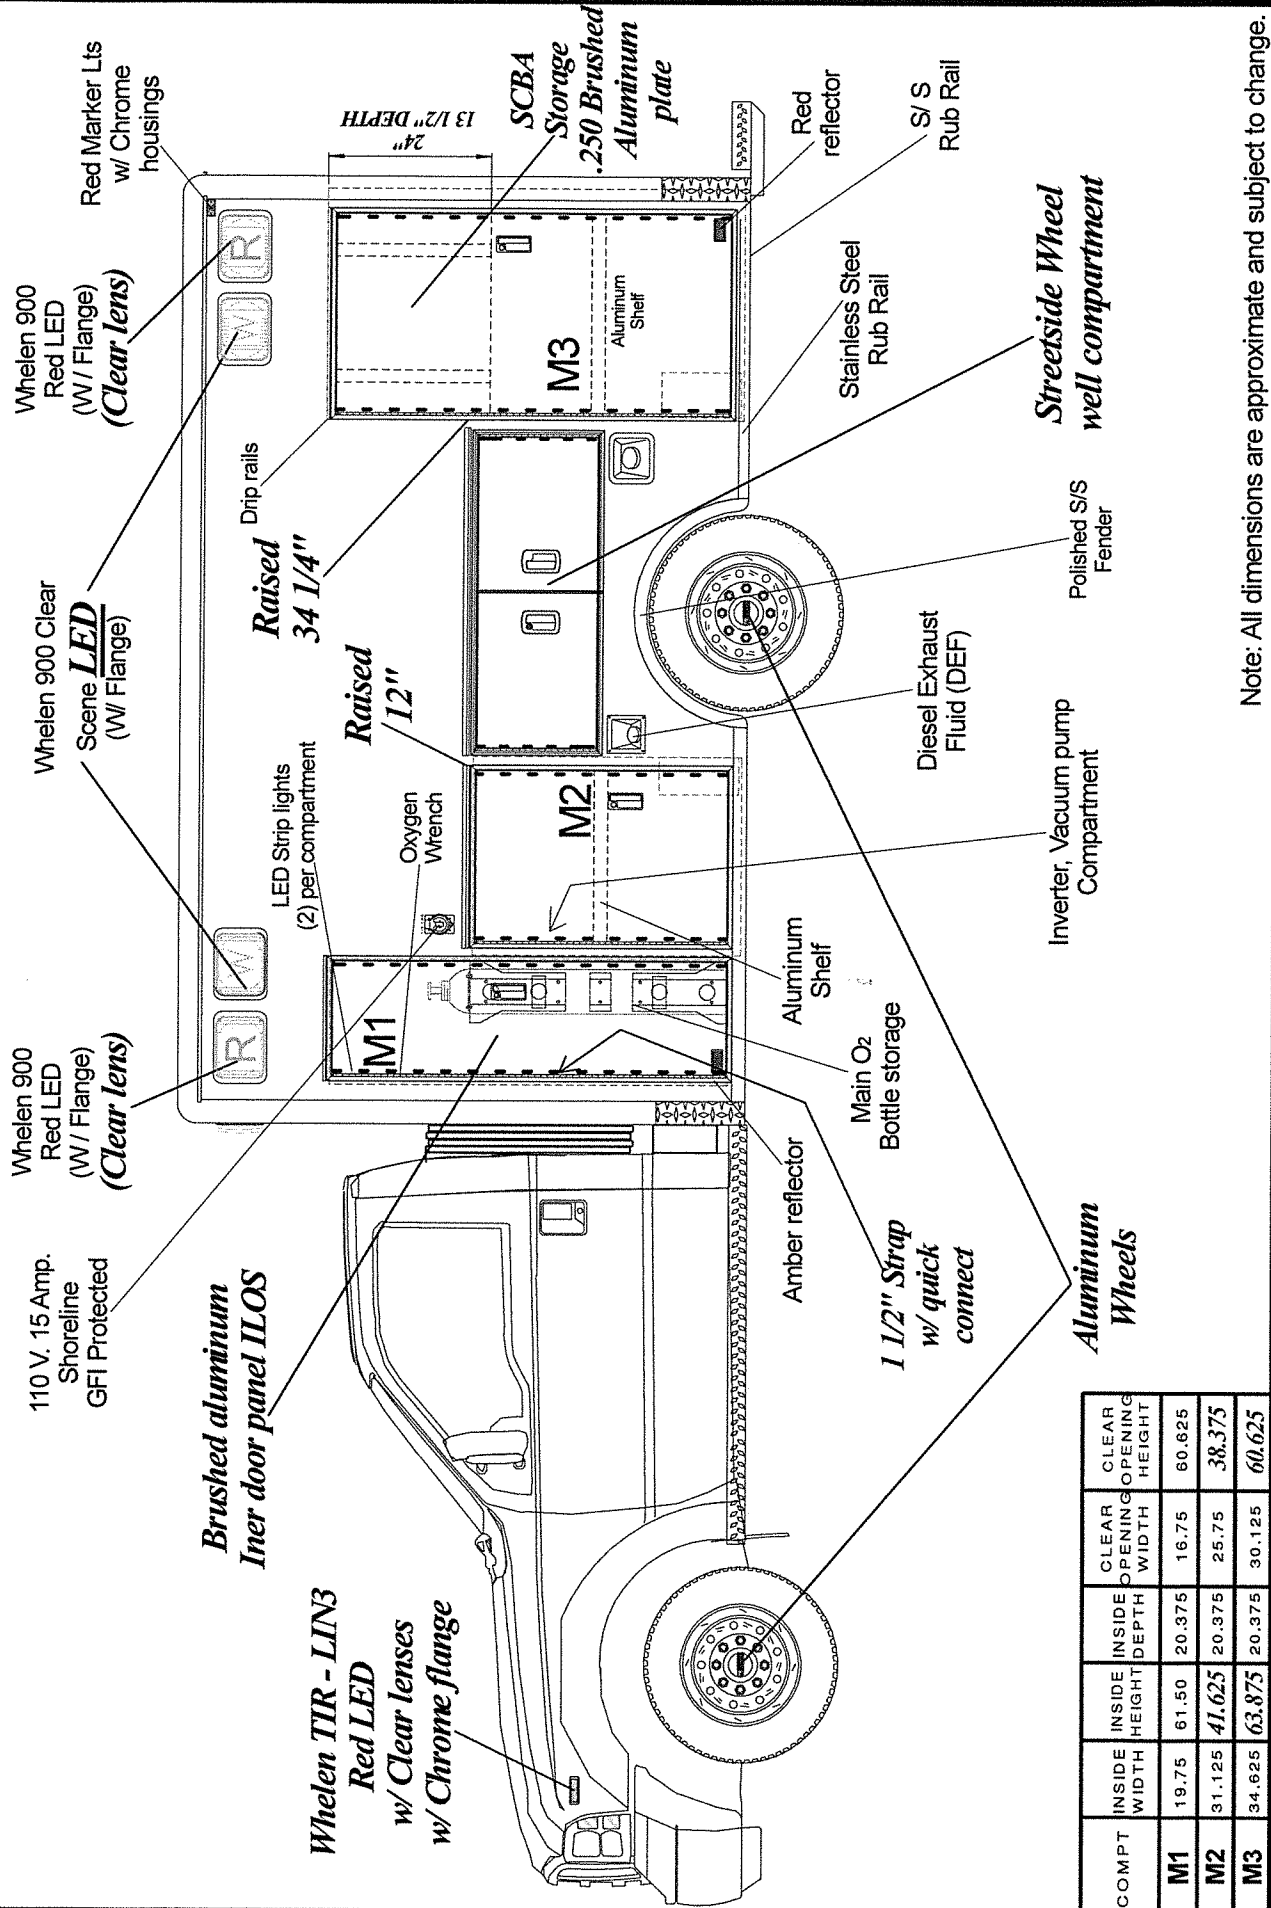 Whelen 900
Red LED
(W / Flange)
(Clear lens)
Whelen 900 Clear
Scene LED
(W/ Flange)
Whelen 900
Red LED
(W / Flange)
(Clear lens)
Red Marker Lts
w/ Chrome
housings
110 V. 15 Amp.
Shoreline
GFI Protected
R
W
W
R
Drip rails
LED Strip lights
(2) per compartment
Oxygen
Wrench
Raised
12"
Raised
34 1/4"
24"
13 1/2" DEPTH
SCBA
Storage
.250 Brushed
Aluminum
plate
Brushed aluminum
Iner door panel ILOS
M1
M2
M3
Aluminum
Shelf
Whelen TIR - LIN3
Red LED
w/ Clear lenses
w/ Chrome flange
Red
reflector
S/ S
Rub Rail
Stainless Steel
Rub Rail
Amber reflector
Main O2
Bottle storage
Aluminum
Shelf
Diesel Exhaust
Fluid (DEF)
Polished S/S
Fender
Streetside Wheel
well compartment
1 1/2" Strap
w/ quick
connect
Inverter, Vacuum pump
Compartment
Aluminum
Wheels
COMPT INSIDE WIDTH INSIDE HEIGHT INSIDE DEPTH CLEAR OPENING WIDTH CLEAR OPENING HEIGHT
M1 19.75 61.50 20.375 16.75 60.625
M2 31.125 41.625 20.375 25.75 38.375
M3 34.625 63.875 20.375 30.125 60.625
Note: All dimensions are approximate and subject to change.